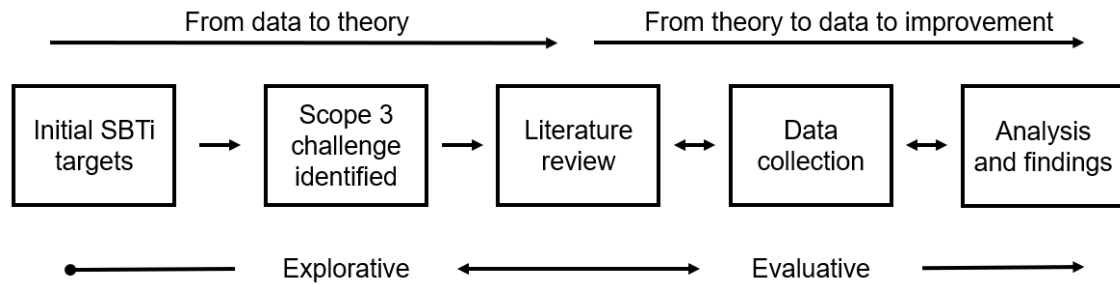 From data to theory
From theory to data to improvement
Initial SBTi
targets
Scope 3
challenge
identified
Literature
review
Data
collection
Analysis
and findings
Explorative
Evaluative